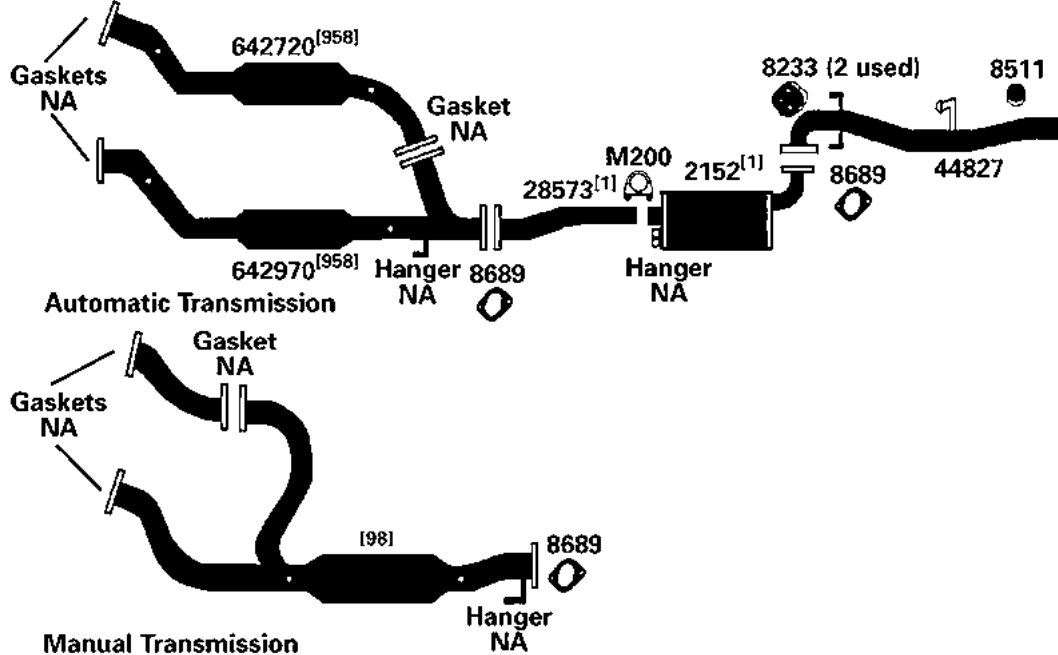 642720[958]
Gaskets
NA
Gasket
NA
8233 (2 used)
8511
M200
28573[1]
2152[1]
8689
44827
642970[958]
Hanger
NA
8689
Hanger
NA
Automatic Transmission
Gasket
NA
Gaskets
NA
[98]
8689
Hanger
NA
Manual Transmission